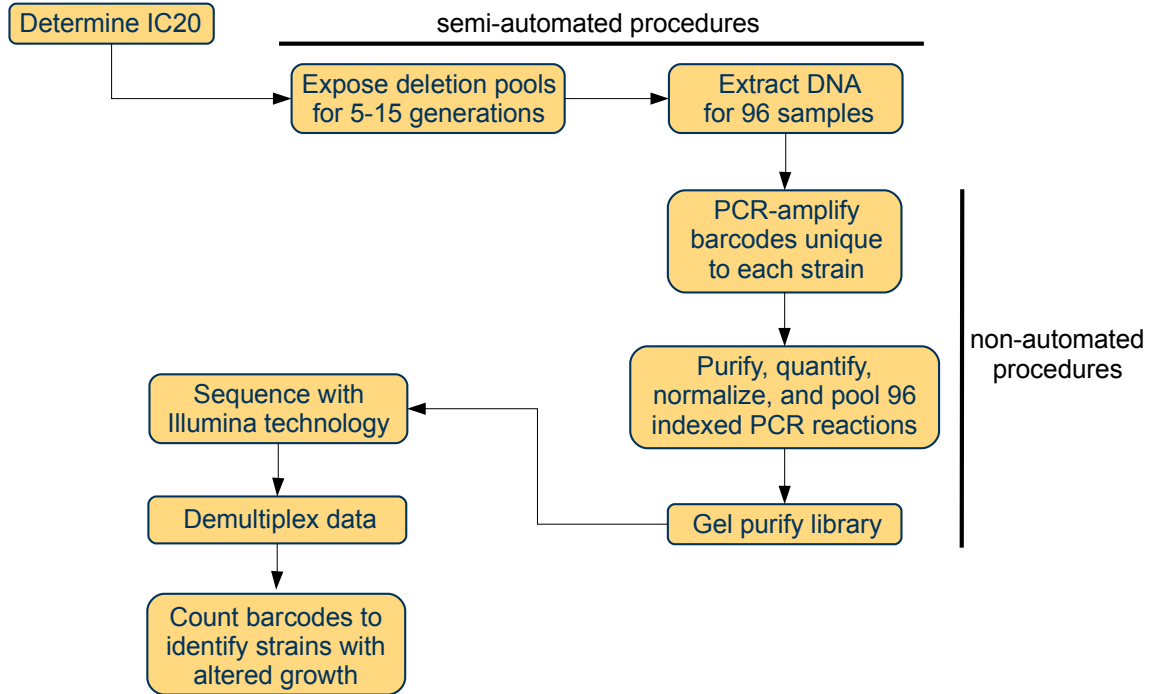 Determine IC20
semi-automated procedures
Expose deletion pools
for 5-15 generations
Extract DNA
for 96 samples
PCR-amplify
barcodes unique
to each strain
non-automated
procedures
Purify, quantify,
normalize, and pool 96
indexed PCR reactions
Gel purify library
Sequence with
Illumina technology
Demultiplex data
Count barcodes to
identify strains with
altered growth